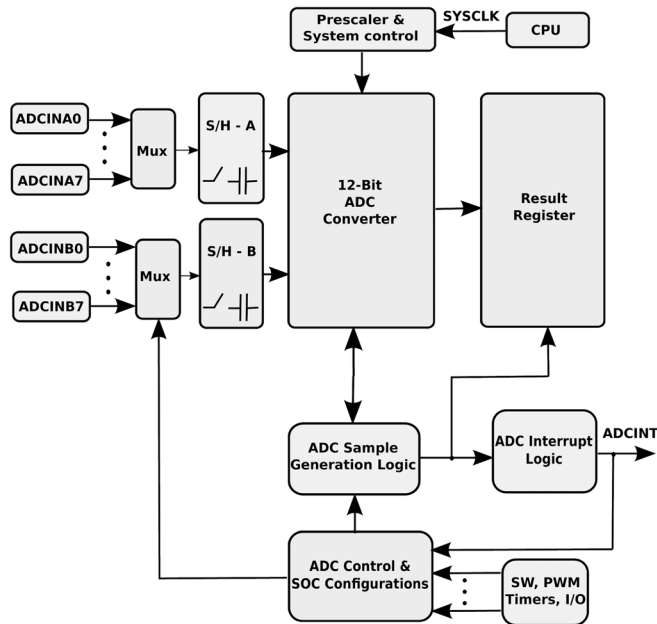 Prescaler &
System control
SYSCLK
CPU
ADCINA0
ADCINA7
Mux
S/H - A
12-Bit
ADC
Converter
Result
Register
ADCINB0
ADCINB7
Mux
S/H - B
ADC Sample
Generation Logic
ADC Interrupt
Logic
ADCINT
ADC Control &
SOC Configurations
SW, PWM
Timers, I/O